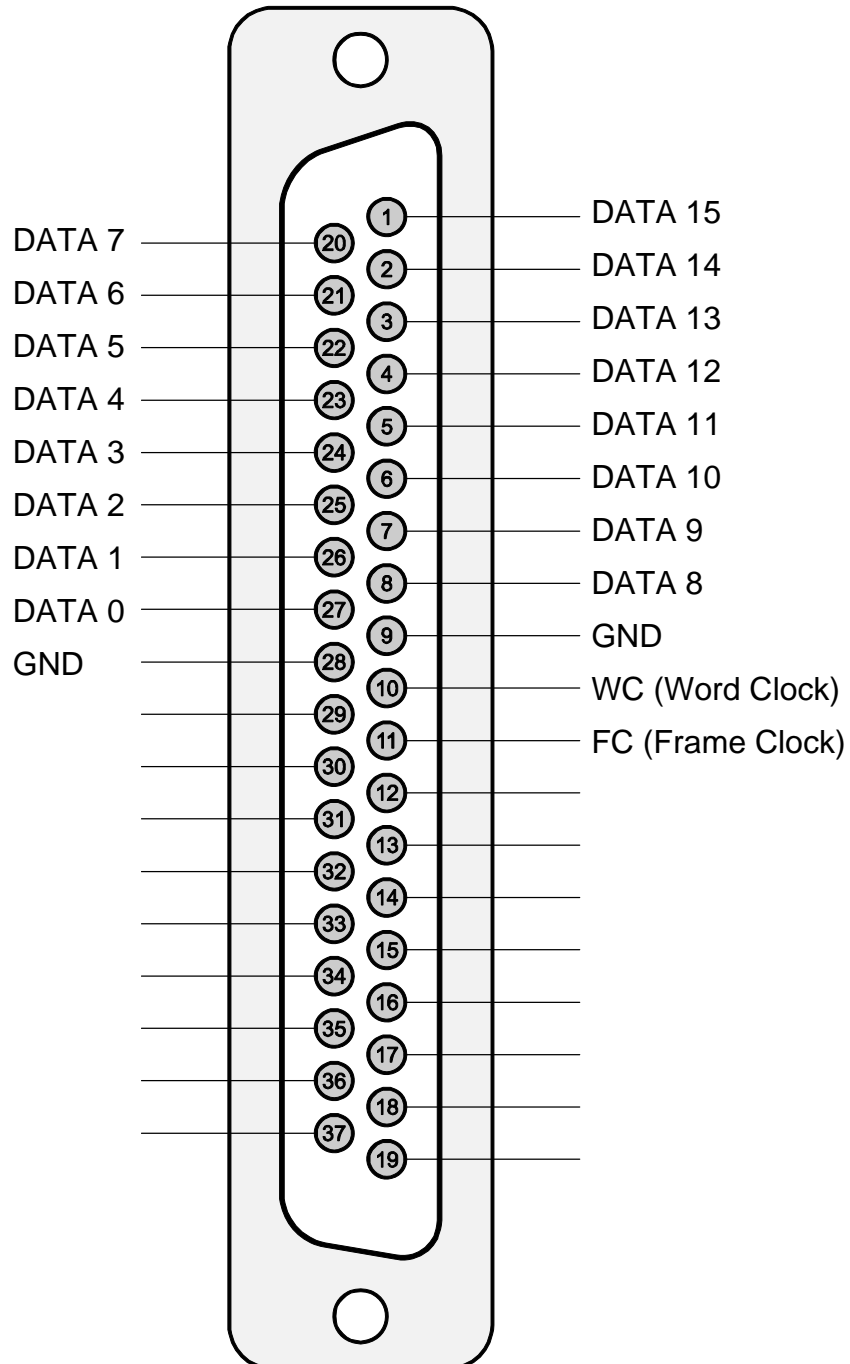 1 DATA 15
DATA 7 20
2 DATA 14
DATA 6 21
3 DATA 13
DATA 5 22
4 DATA 12
DATA 4 23
5 DATA 11
DATA 3 24
6 DATA 10
DATA 2 25
7 DATA 9
DATA 1 26
8 DATA 8
DATA 0 27
9 GND
GND 28
10 WC (Word Clock)
29
11 FC (Frame Clock)
30
12
31
13
32
14
33
15
34
16
35
17
36
18
37
19